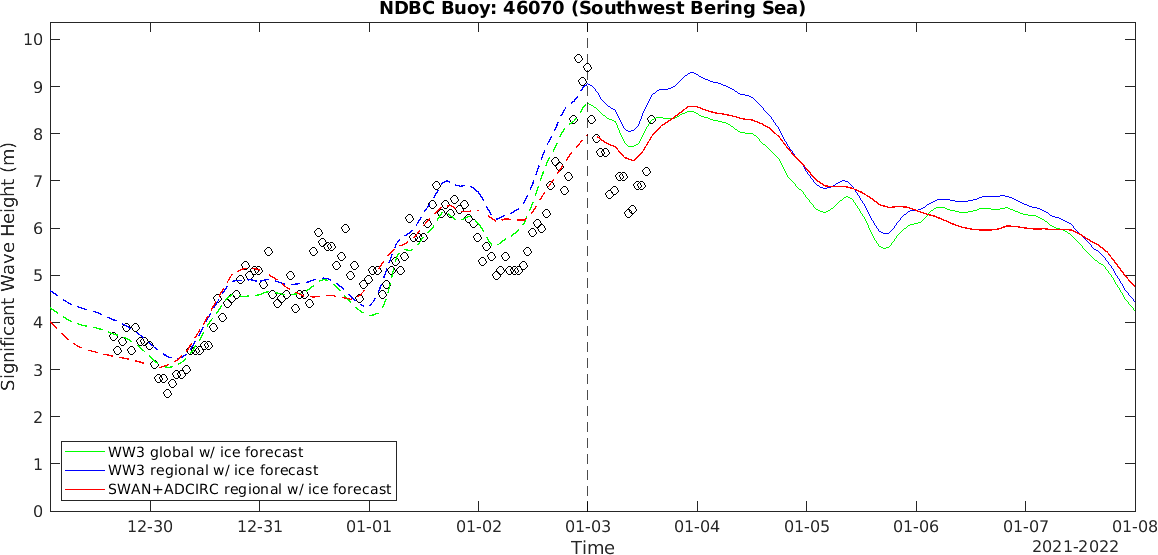 NDBC Buoy: 46070 (Southwest Bering Sea)
Significant Wave Height (m)
10
9
8
7
6
5
4
3
2
1
0
WW3 global w/ ice forecast
WW3 regional w/ ice forecast
SWAN+ADCIRC regional w/ ice forecast
12-30 12-31 01-01 01-02 01-03 01-04 01-05 01-06 01-07 01-08
Time
2021-2022